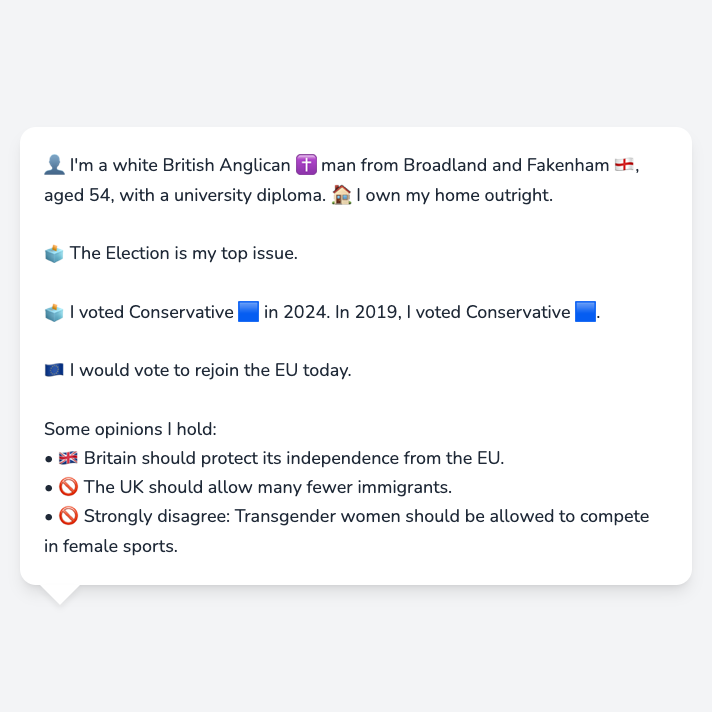 👤 I'm a white British Anglican ✝️ man from Broadland and Fakenham 🏴󠁧󠁢󠁥󠁮󠁧󠁿,
aged 54, with a university diploma. 🏠 I own my home outright.
🗳️ The Election is my top issue.
🗳️ I voted Conservative 🟦 in 2024. In 2019, I voted Conservative 🟦.
🇪🇺 I would vote to rejoin the EU today.
Some opinions I hold:
• 🇬🇧 Britain should protect its independence from the EU.
• 🚫 The UK should allow many fewer immigrants.
• 🚫 Strongly disagree: Transgender women should be allowed to compete
in female sports.